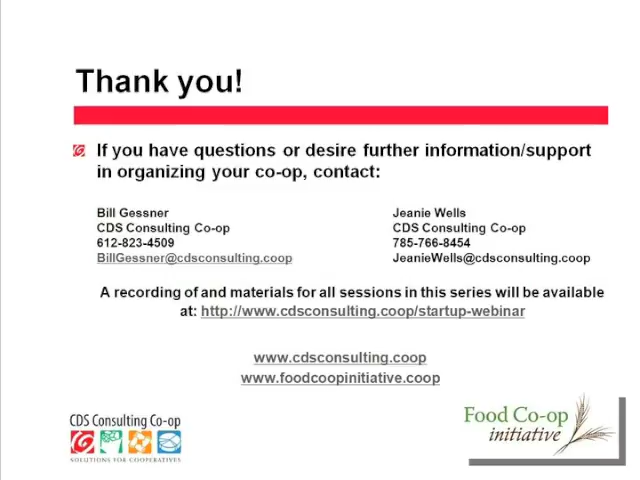 Thank you!
If you have questions or desire further information/support
in organizing your co-op, contact:
Bill Gessner
CDS Consulting Co-op
612-823-4509
BillGessner@cdsconsulting.coop
Jeanie Wells
CDS Consulting Co-op
785-766-8454
JeanieWells@cdsconsulting.coop
A recording of and materials for all sessions in this series will be available
at: http://www.cdsconsulting.coop/startup-webinar
www.cdsconsulting.coop
www.foodcoopinitiative.coop
CDS Consulting Co-op
SOLUTIONS FOR COOPERATIVES
Food Co-op
initiative